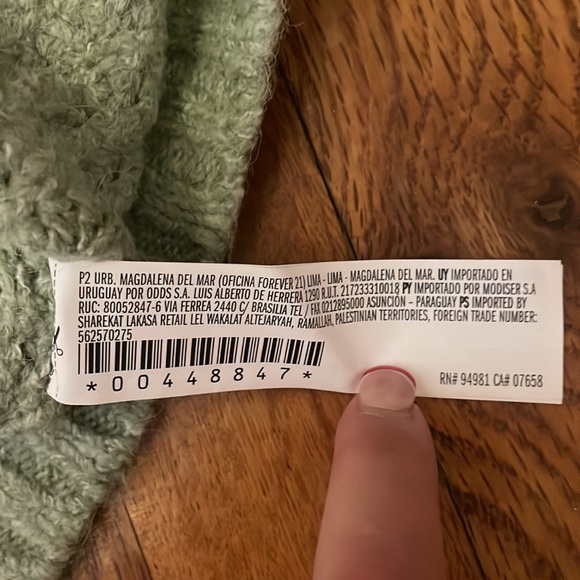 P2 URB. MAGDALENA DEL MAR (OFICINA FOREVER 21) LIMA - LIMA - MAGDALENA DEL MAR. UY IMPORTADO EN
URUGUAY POR ODDS S.A. LUIS ALBERTO DE HERRERA 1290 R.U.T. 217233310018 PY IMPORTADO POR MODISER S.A
RUC: 80052847-6 VIA FERREA 2440 C/ BRASILIA TEL / FAX 0212895000 ASUNCIÓN - PARAGUAY PS IMPORTED BY
SHAREKAT LAKASA RETAIL LEL WAKALAT ALTEJARYAH, RAMALLAH, PALESTINIAN TERRITORIES, FOREIGN TRADE NUMBER:
562570275
*00448847*
RN# 94981 CA# 07658